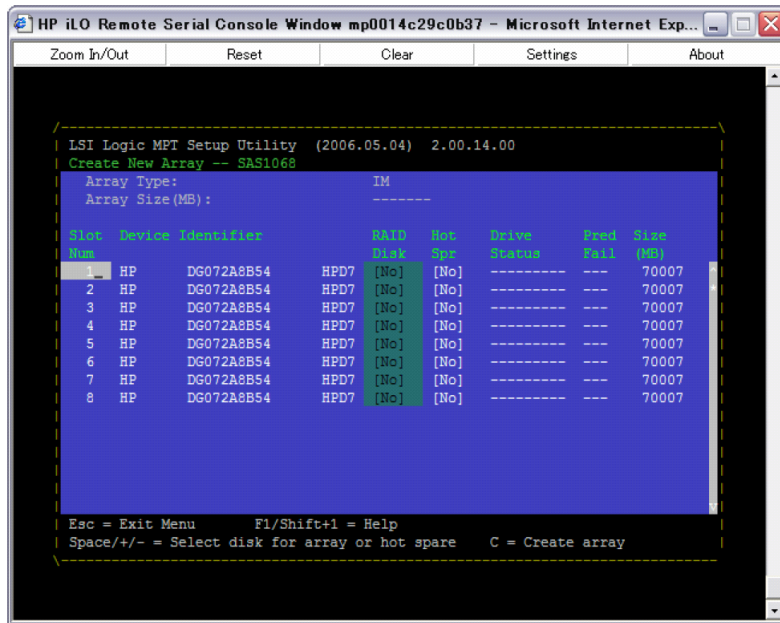 HP iLO Remote Serial Console Window mp0014c29c0b37 - Microsoft Internet Exp...
Zoom In/Out Reset Clear Settings About
LSI Logic MPT Setup Utility (2006.05.04) 2.00.14.00
Create New Array -- SAS1068
Array Type: IM
Array Size(MB): -------
Slot Device Identifier RAID Hot Drive Pred Size
Num Disk Spr Status Fail (MB)
1_ HP DG072A8B54 HPD7 [No] [No] --------- --- 70007
2 HP DG072A8B54 HPD7 [No] [No] --------- --- 70007
3 HP DG072A8B54 HPD7 [No] [No] --------- --- 70007
4 HP DG072A8B54 HPD7 [No] [No] --------- --- 70007
5 HP DG072A8B54 HPD7 [No] [No] --------- --- 70007
6 HP DG072A8B54 HPD7 [No] [No] --------- --- 70007
7 HP DG072A8B54 HPD7 [No] [No] --------- --- 70007
8 HP DG072A8B54 HPD7 [No] [No] --------- --- 70007
Esc = Exit Menu F1/Shift+1 = Help
Space/+/- = Select disk for array or hot spare C = Create array